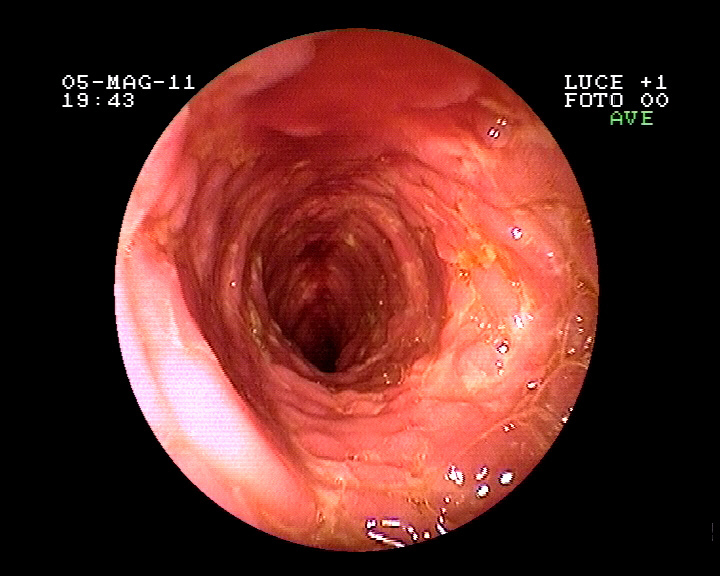 05-MAG-11
19:43
LUCE +1
FOTO 00
AVE